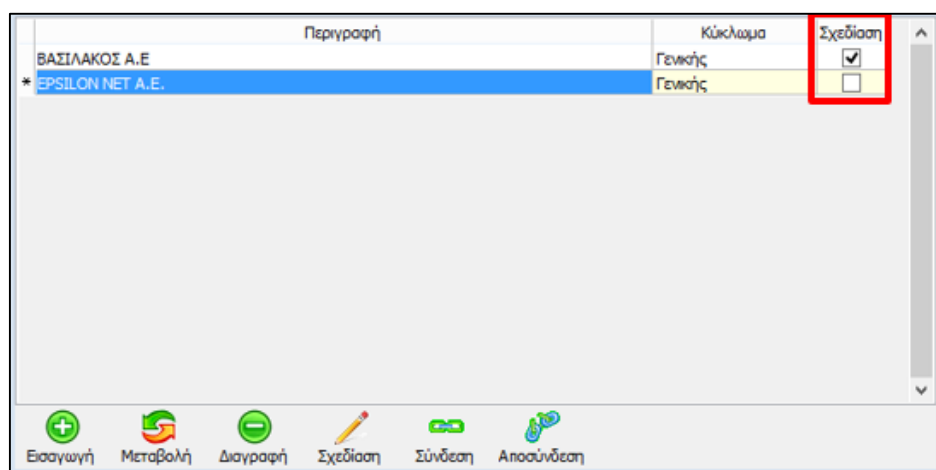 Περιγραφή Κύκλωμα Σχεδίαση
ΒΑΣΙΛΑΚΟΣ Α.Ε Γενικής
* EPSILON NET A.E. Γενικής
Εισαγωγή Μεταβολή Διαγραφή Σχεδίαση Σύνδεση Αποσύνδεση